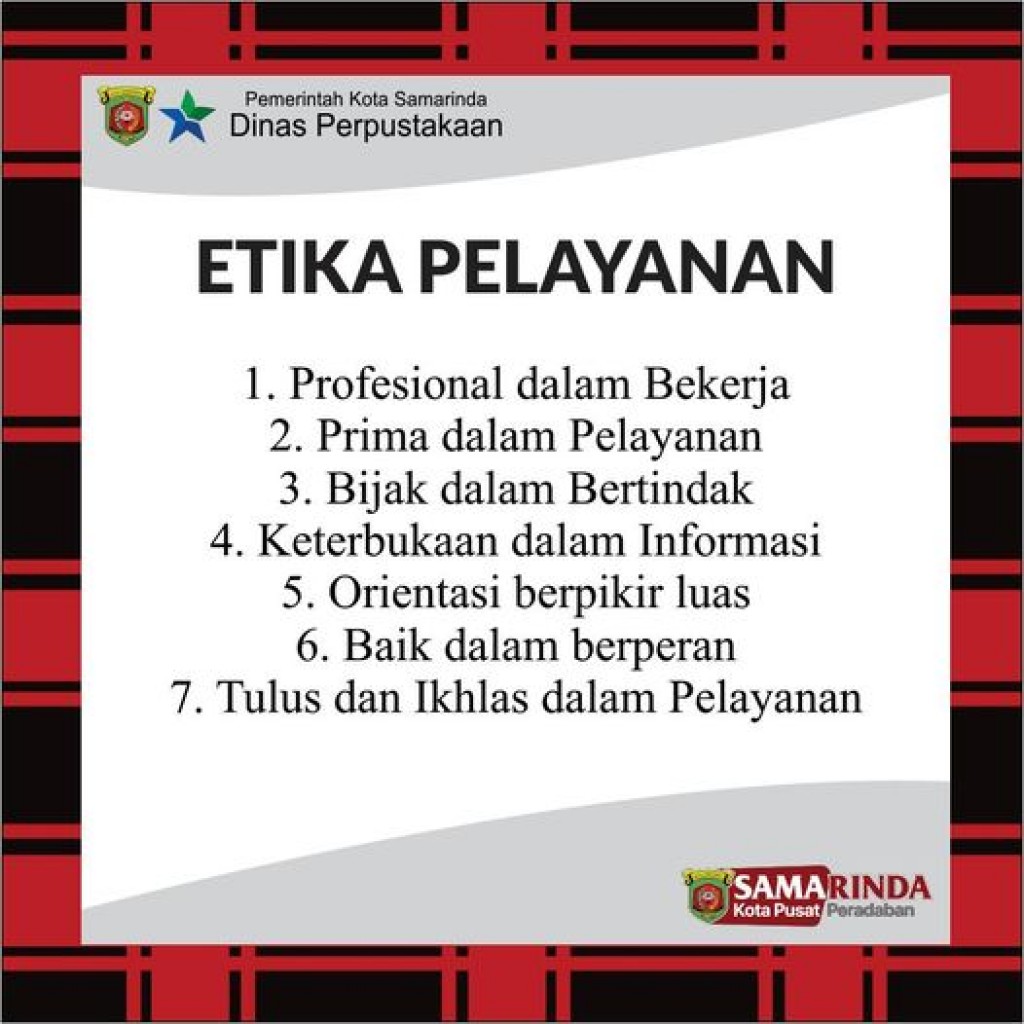 Pemerintah Kota Samarinda
Dinas Perpustakaan
ETIKA PELAYANAN
1. Profesional dalam Bekerja
2. Prima dalam Pelayanan
3. Bijak dalam Bertindak
4. Keterbukaan dalam Informasi
5. Orientasi berpikir luas
6. Baik dalam berperan
7. Tulus dan Ikhlas dalam Pelayanan
SAMARINDA
Kota Pusat Peradaban